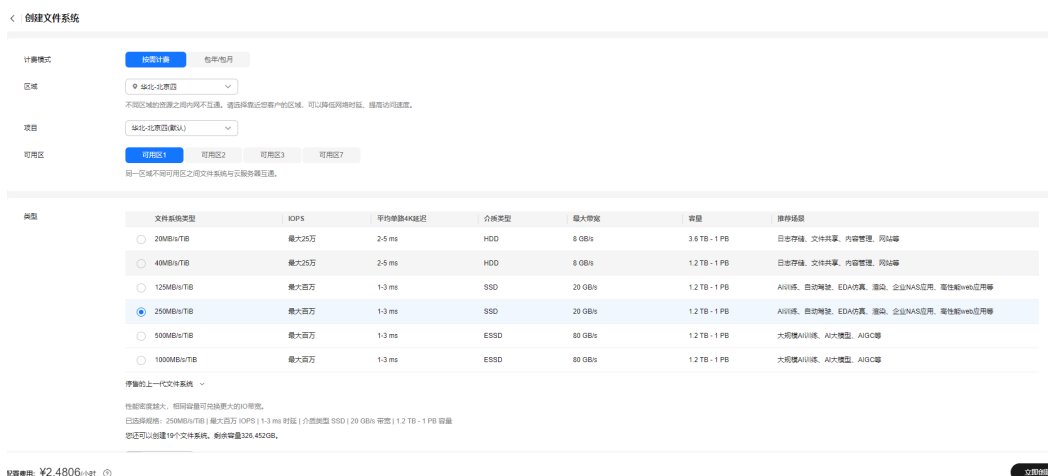 创建文件系统
计费模式 按需计费 包年/包月
区域 华北-北京四
不同区域的资源之间内网不互通。请选择靠近您客户的区域，可以降低网络时延、提高访问速度。
项目 华北-北京四(默认)
可用区 可用区1 可用区2 可用区3 可用区7
同一区域不同可用区之间文件系统与云服务器互通。
类型 文件系统类型 IOPS 平均单路4K延迟 介质类型 最大带宽 容量 推荐场景
20MB/s/TiB 最大25万 2-5 ms HDD 8 GB/s 3.6 TB - 1 PB 日志存储、文件共享、内容管理、网站等
40MB/s/TiB 最大25万 2-5 ms HDD 8 GB/s 1.2 TB - 1 PB 日志存储、文件共享、内容管理、网站等
125MB/s/TiB 最大百万 1-3 ms SSD 20 GB/s 1.2 TB - 1 PB AI训练、自动驾驶、EDA仿真、渲染、企业NAS应用、高性能web应用等
250MB/s/TiB 最大百万 1-3 ms SSD 20 GB/s 1.2 TB - 1 PB AI训练、自动驾驶、EDA仿真、渲染、企业NAS应用、高性能web应用等
500MB/s/TiB 最大百万 1-3 ms ESSD 80 GB/s 1.2 TB - 1 PB 大规模AI训练、AI大模型、AIGC等
1000MB/s/TiB 最大百万 1-3 ms ESSD 80 GB/s 1.2 TB - 1 PB 大规模AI训练、AI大模型、AIGC等
停售的上一代文件系统
性能密度越大，相同容量可兑换更大的IO带宽。
已选择规格：250MB/s/TiB | 最大百万 IOPS | 1-3 ms 时延 | 介质类型 SSD | 20 GB/s 带宽 | 1.2 TB - 1 PB 容量
您还可以创建19个文件系统。剩余容量326,452GB。
配置费用: ¥2.4806/小时 立即创